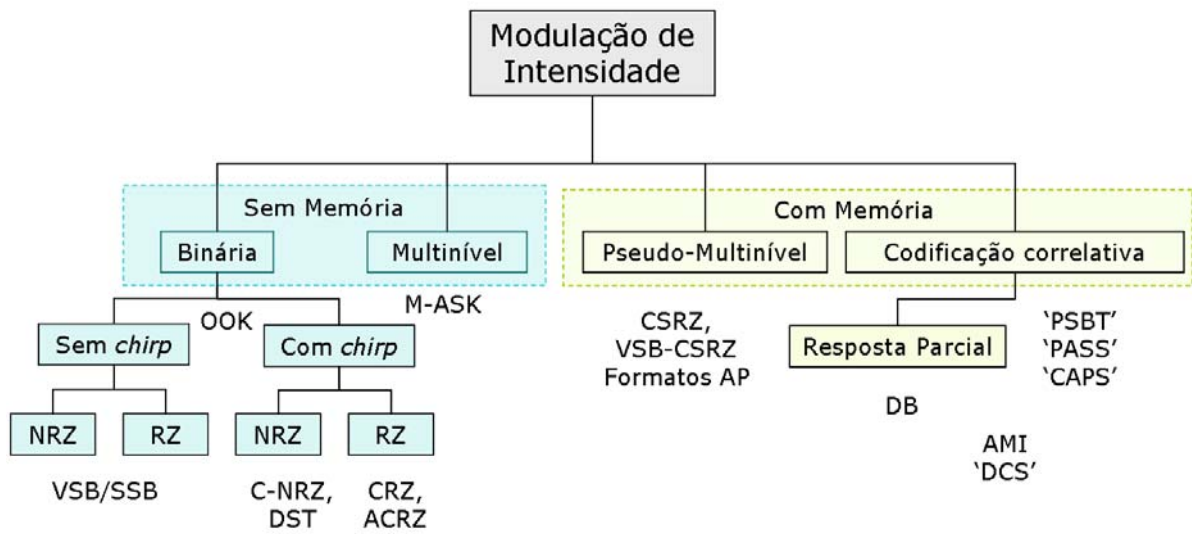 Modulação de
Intensidade
Sem Memória
Com Memória
Binária
Multinível
Pseudo-Multinível
Codificação correlativa
OOK
M-ASK
Sem chirp
Com chirp
CSRZ,
VSB-CSRZ
Formatos AP
Resposta Parcial
'PSBT'
'PASS'
'CAPS'
NRZ
RZ
NRZ
RZ
DB
AMI
'DCS'
VSB/SSB
C-NRZ,
DST
CRZ,
ACRZ